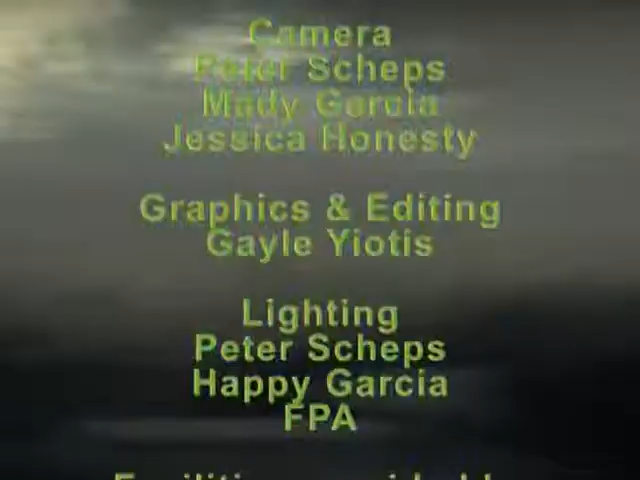 Camera
Peter Scheps
Mady Garcia
Jessica Honesty
Graphics & Editing
Gayle Yiotis
Lighting
Peter Scheps
Happy Garcia
FPA